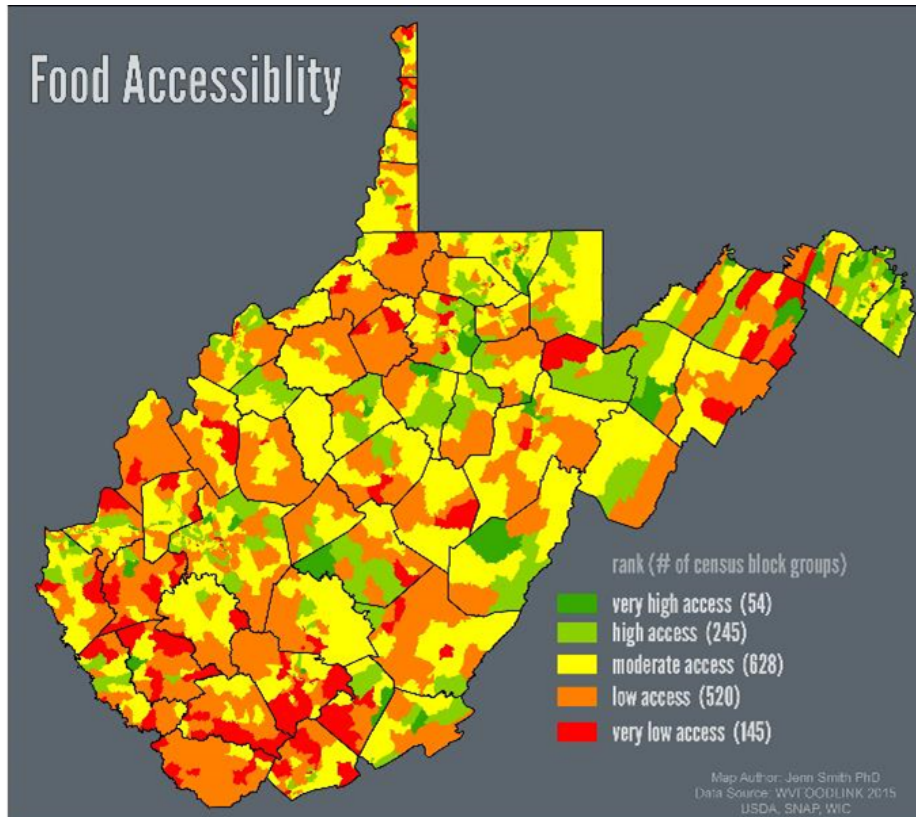 Food Accessiblity
rank (# of census block groups)
very high access (54)
high access (245)
moderate access (628)
low access (520)
very low access (145)
Map Author: Jenn Smith PhD
Data Source: WVFOODLINK 2015
USDA, SNAP, WIC